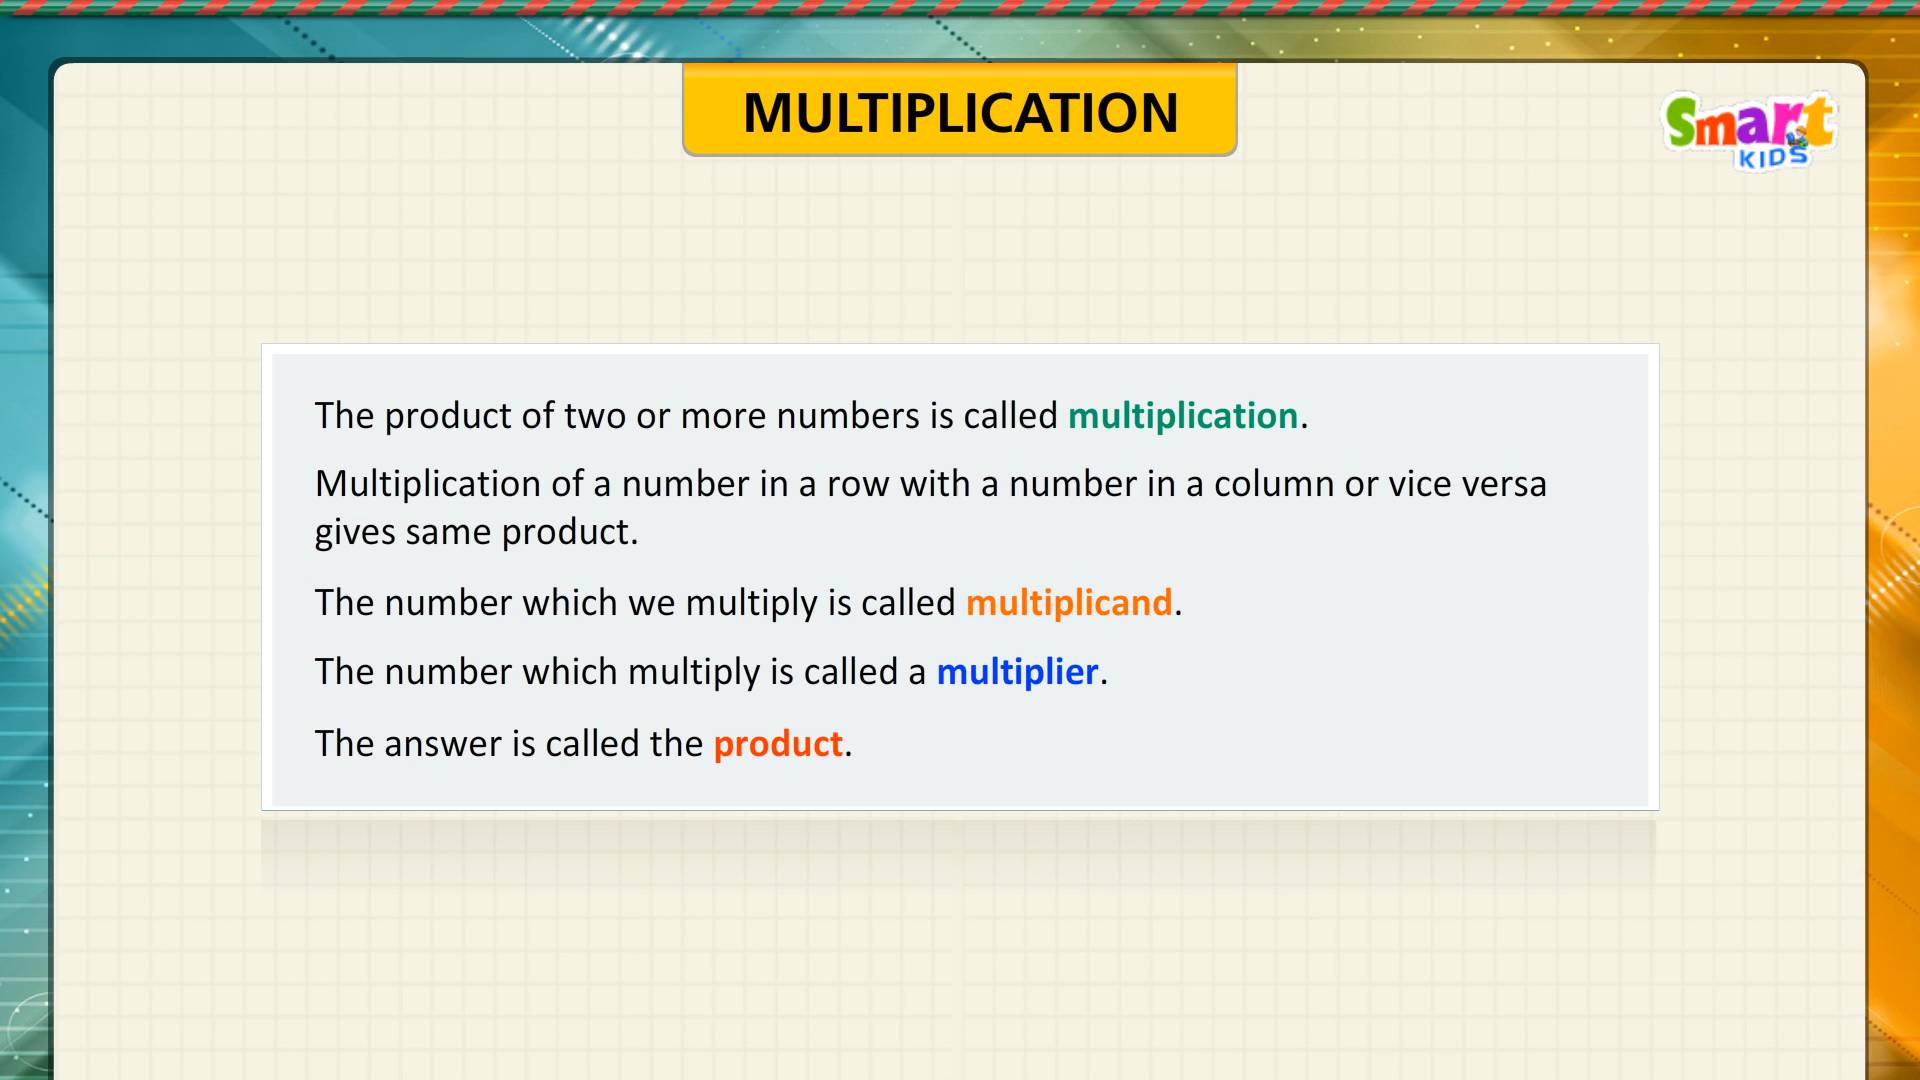 MULTIPLICATION
Smart
KIDS
The product of two or more numbers is called multiplication.
Multiplication of a number in a row with a number in a column or vice versa
gives same product.
The number which we multiply is called multiplicand.
The number which multiply is called a multiplier.
The answer is called the product.